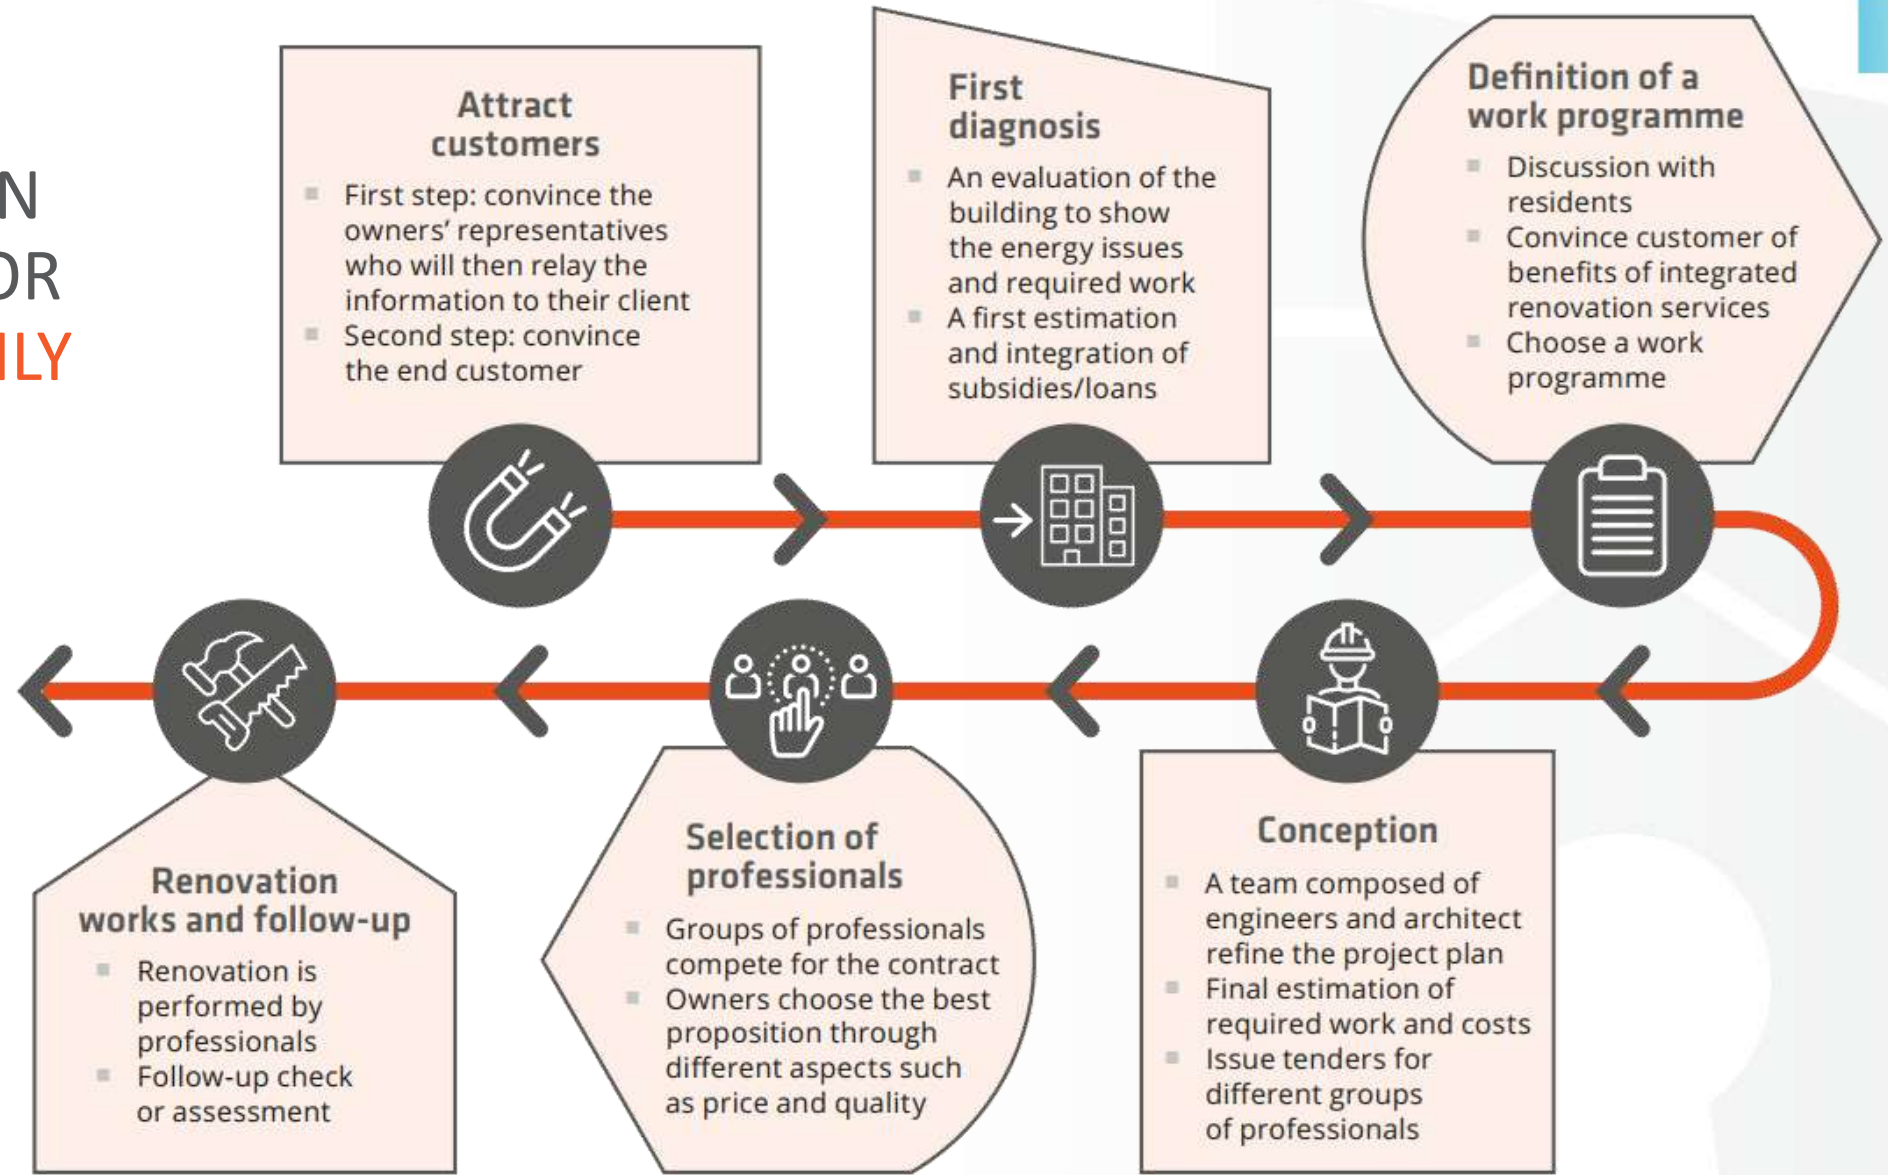 N
OR
ILY
Attract
customers
First step: convince the
owners’ representatives
who will then relay the
information to their client
Second step: convince
the end customer
First
diagnosis
An evaluation of the
building to show
the energy issues
and required work
A first estimation
and integration of
subsidies/loans
Definition of a
work programme
Discussion with
residents
Convince customer of
benefits of integrated
renovation services
Choose a work
programme
Conception
A team composed of
engineers and architect
refine the project plan
Final estimation of
required work and costs
Issue tenders for
different groups
of professionals
Selection of
professionals
Groups of professionals
compete for the contract
Owners choose the best
proposition through
different aspects such
as price and quality
Renovation
works and follow-up
Renovation is
performed by
professionals
Follow-up check
or assessment